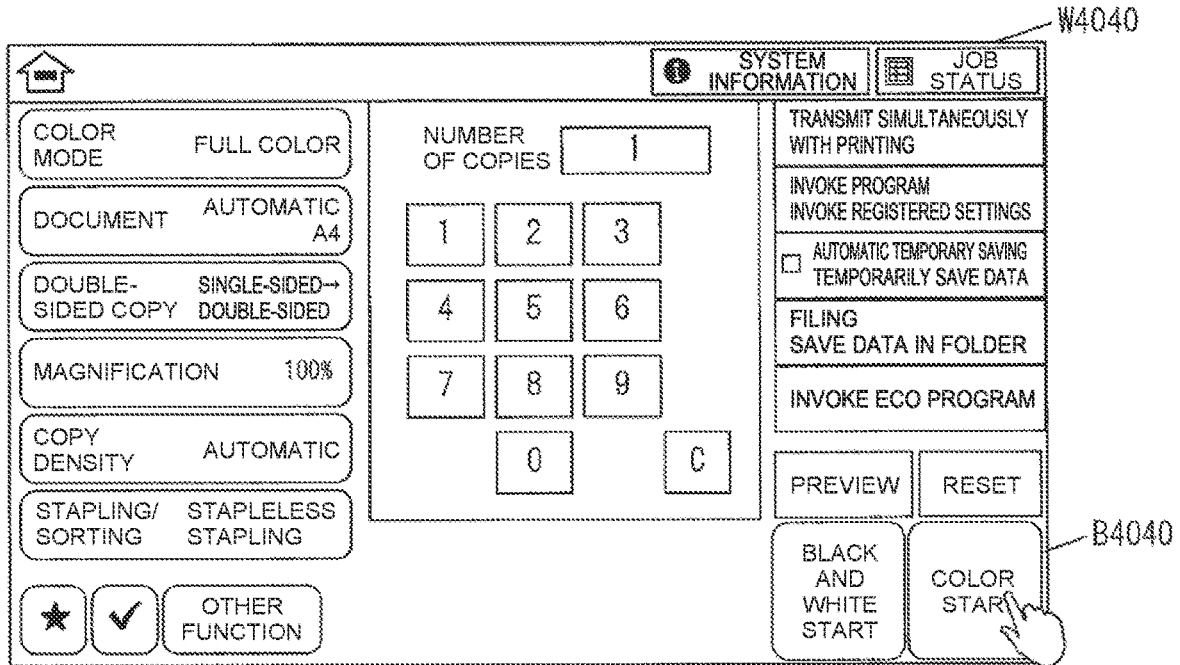 W4040
SYSTEM
INFORMATION
JOB
STATUS
COLOR
MODE
FULL COLOR
DOCUMENT
AUTOMATIC
A4
DOUBLE-
SIDED COPY
SINGLE-SIDED→
DOUBLE-SIDED
MAGNIFICATION
100%
COPY
DENSITY
AUTOMATIC
STAPLING/
SORTING
STAPLELESS
STAPLING
OTHER
FUNCTION
NUMBER
OF COPIES
1
1 2 3
4 5 6
7 8 9
0 C
TRANSMIT SIMULTANEOUSLY
WITH PRINTING
INVOKE PROGRAM
INVOKE REGISTERED SETTINGS
AUTOMATIC TEMPORARY SAVING
TEMPORARILY SAVE DATA
FILING
SAVE DATA IN FOLDER
INVOKE ECO PROGRAM
PREVIEW
RESET
BLACK
AND
WHITE
START
COLOR
START
B4040